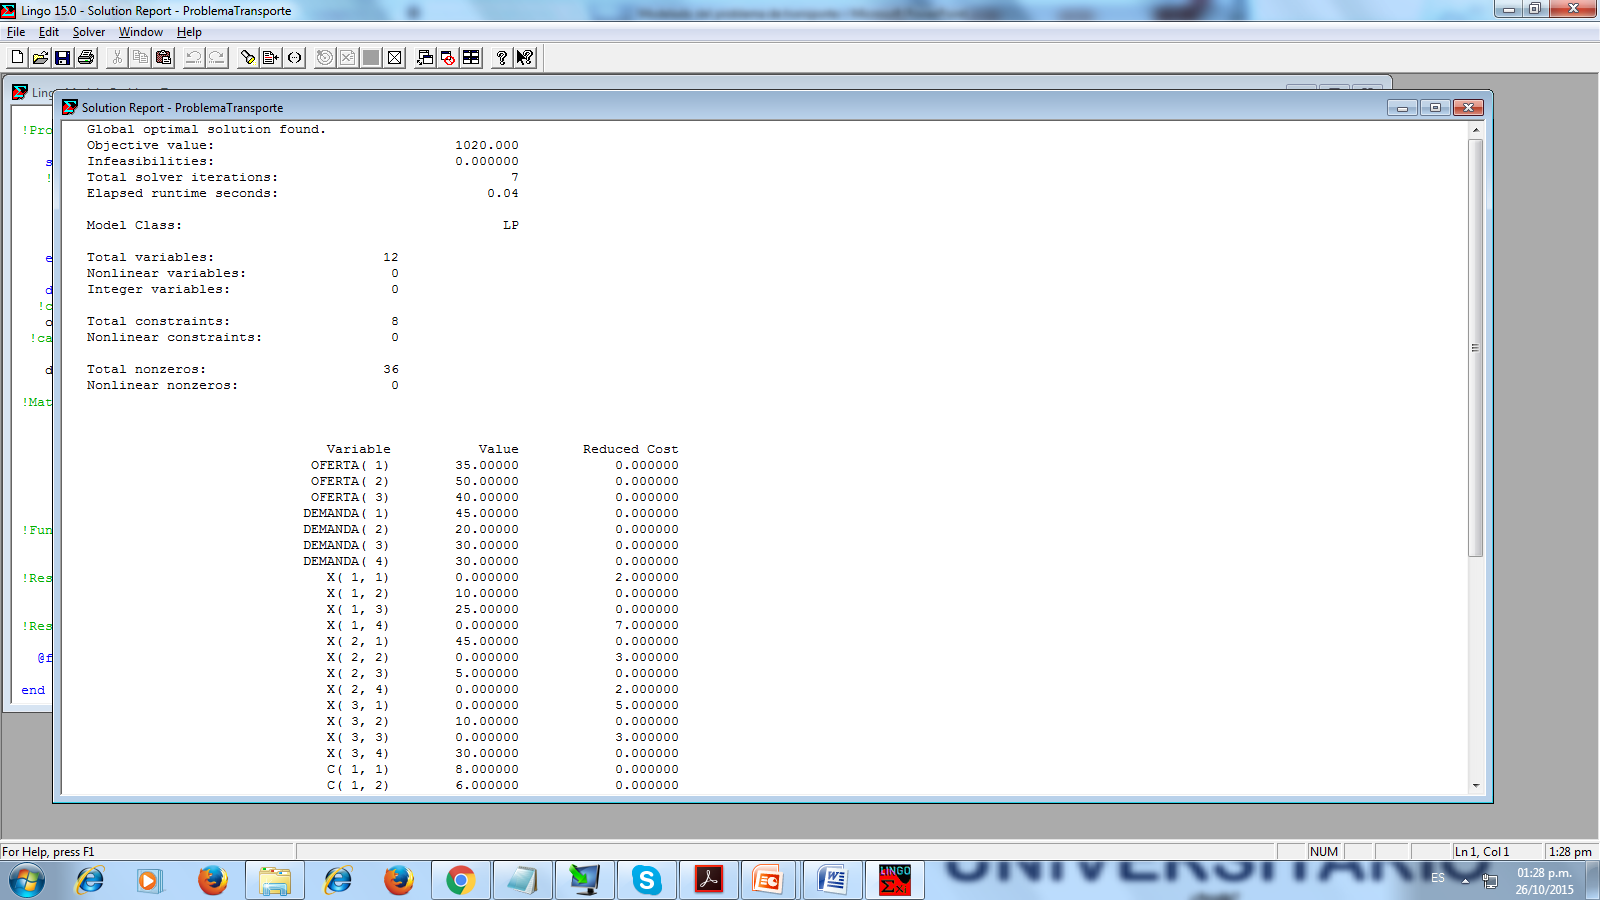 Lingo 15.0 - Solution Report - ProblemaTransporte
File Edit Solver Window Help
Solution Report - ProblemaTransporte
Global optimal solution found.
Objective value: 1020.000
Infeasibilities: 0.000000
Total solver iterations: 7
Elapsed runtime seconds: 0.04
Model Class: LP
Total variables: 12
Nonlinear variables: 0
Integer variables: 0
Total constraints: 8
Nonlinear constraints: 0
Total nonzeros: 36
Nonlinear nonzeros: 0
Variable Value Reduced Cost
OFERTA( 1) 35.00000 0.000000
OFERTA( 2) 50.00000 0.000000
OFERTA( 3) 40.00000 0.000000
DEMANDA( 1) 45.00000 0.000000
DEMANDA( 2) 20.00000 0.000000
DEMANDA( 3) 30.00000 0.000000
DEMANDA( 4) 30.00000 0.000000
X( 1, 1) 0.000000 2.000000
X( 1, 2) 10.00000 0.000000
X( 1, 3) 25.00000 0.000000
X( 1, 4) 0.000000 7.000000
X( 2, 1) 45.00000 0.000000
X( 2, 2) 0.000000 3.000000
X( 2, 3) 5.000000 0.000000
X( 2, 4) 0.000000 2.000000
X( 3, 1) 0.000000 5.000000
X( 3, 2) 10.00000 0.000000
X( 3, 3) 0.000000 3.000000
X( 3, 4) 30.00000 0.000000
C( 1, 1) 8.000000 0.000000
C( 1, 2) 6.000000 0.000000
!Pro
s
!
e
d
!c
o
!ca
d
!Mat
!Fun
!Res
!Res
@f
end
For Help, press F1
NUM
Ln 1, Col 1
1:28 pm
UNIVERSITARIO
LINGO
ES
01:28 p.m.
26/10/2015